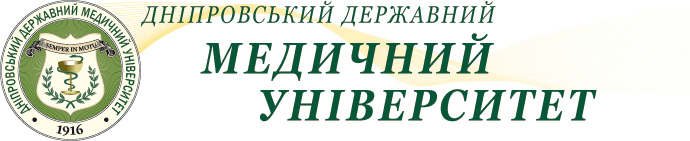 ДНІПРОВСЬКИЙ ДЕРЖАВНИЙ МЕДИЧНИЙ УНІВЕРСИТЕТ
SEMPER IN MOTU
· 1916 ·
ДНІПРОВСЬКИЙ ДЕРЖАВНИЙ
МЕДИЧНИЙ
УНІВЕРСИТЕТ